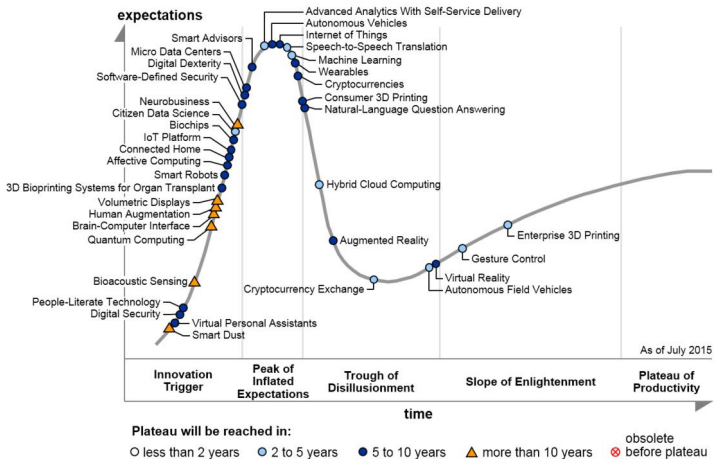 expectations
Advanced Analytics With Self-Service Delivery
Autonomous Vehicles
Internet of Things
Speech-to-Speech Translation
Machine Learning
Wearables
Cryptocurrencies
Consumer 3D Printing
Natural-Language Question Answering
Smart Advisors
Micro Data Centers
Digital Dexterity
Software-Defined Security
Neurobusiness
Citizen Data Science
Biochips
IoT Platform
Connected Home
Affective Computing
Smart Robots
3D Bioprinting Systems for Organ Transplant
Volumetric Displays
Human Augmentation
Brain-Computer Interface
Quantum Computing
Bioacoustic Sensing
People-Literate Technology
Digital Security
Virtual Personal Assistants
Smart Dust
Hybrid Cloud Computing
Augmented Reality
Cryptocurrency Exchange
Enterprise 3D Printing
Gesture Control
Virtual Reality
Autonomous Field Vehicles
As of July 2015
Innovation
Trigger
Peak of
Inflated
Expectations
Trough of
Disillusionment
Slope of Enlightenment
Plateau of
Productivity
time
Plateau will be reached in:
less than 2 years
2 to 5 years
5 to 10 years
more than 10 years
obsolete
before plateau